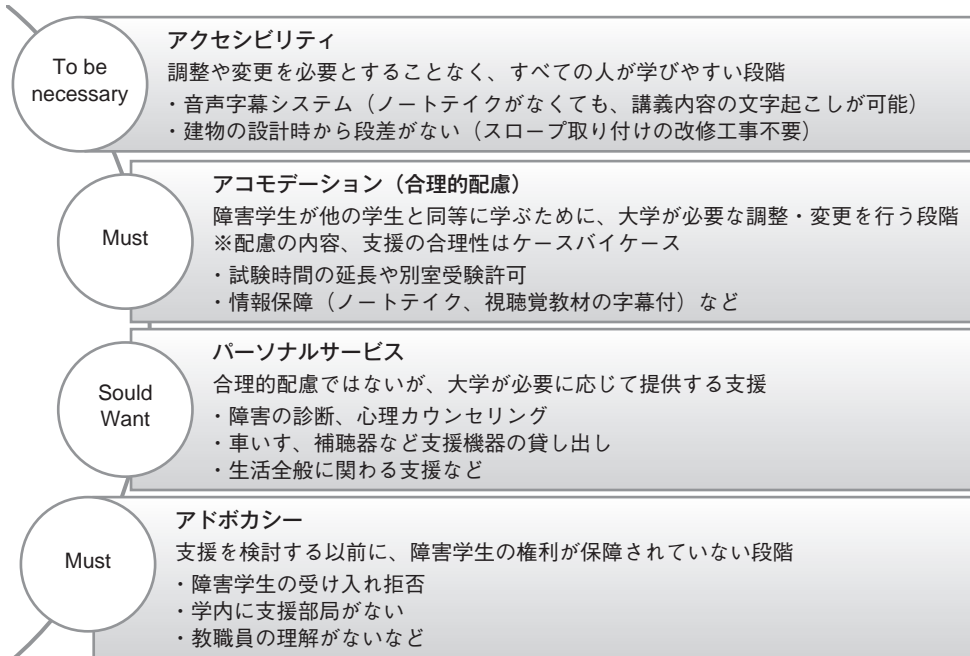 To be
necessary
アクセシビリティ
調整や変更を必要とすることなく、すべての人が学びやすい段階
・音声字幕システム（ノートテイクがなくても、講義内容の文字起こしが可能）
・建物の設計時から段差がない（スロープ取り付けの改修工事不要）
Must
アコモデーション（合理的配慮）
障害学生が他の学生と同等に学ぶために、大学が必要な調整・変更を行う段階
※配慮の内容、支援の合理性はケースバイケース
・試験時間の延長や別室受験許可
・情報保障（ノートテイク、視聴覚教材の字幕付）など
Sould
Want
パーソナルサービス
合理的配慮ではないが、大学が必要に応じて提供する支援
・障害の診断、心理カウンセリング
・車いす、補聴器など支援機器の貸し出し
・生活全般に関わる支援など
Must
アドボカシー
支援を検討する以前に、障害学生の権利が保障されていない段階
・障害学生の受け入れ拒否
・学内に支援部局がない
・教職員の理解がないなど